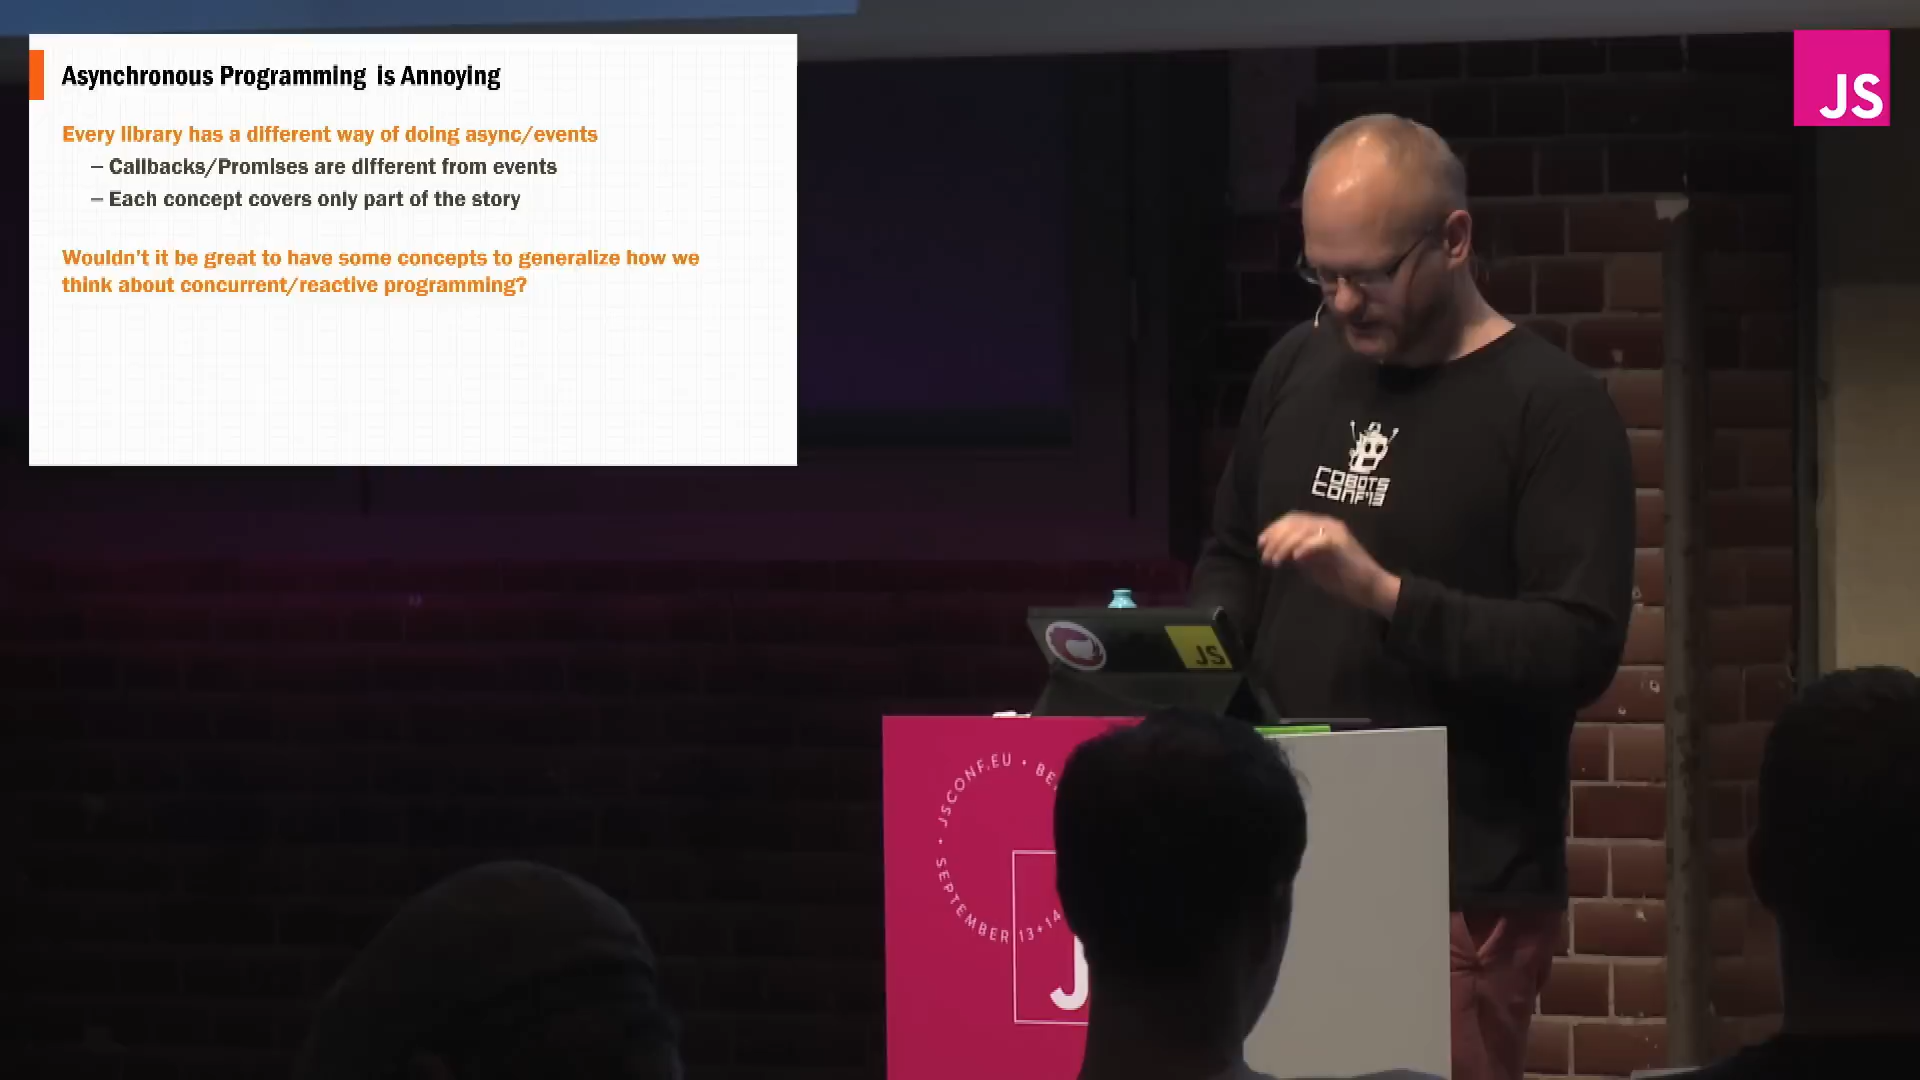 Asynchronous Programming is Annoying
Every library has a different way of doing async/events
– Callbacks/Promises are different from events
– Each concept covers only part of the story
Wouldn't it be great to have some concepts to generalize how we
think about concurrent/reactive programming?
JS
ROBOTS
CONF'13
JS
• JSCONF.EU • BE
SEPTEMBER 13+14
J